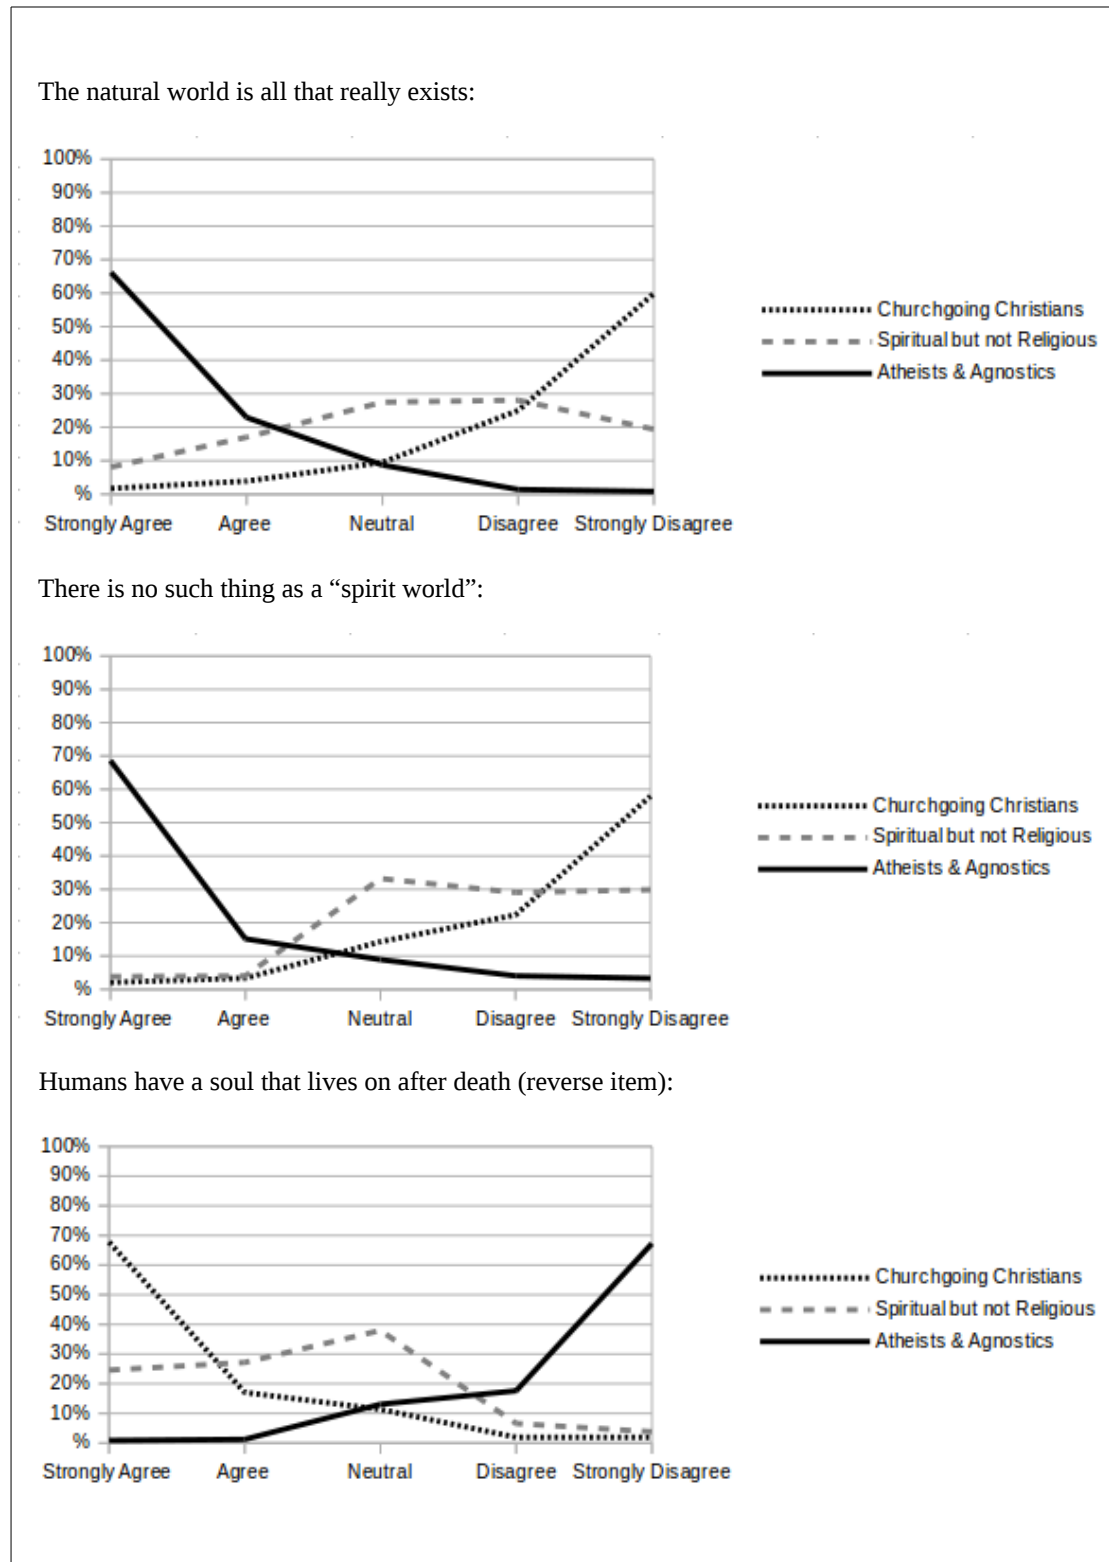 The natural world is all that really exists:
100%
90%
80%
70%
60%
50%
40%
30%
20%
10%
%
Strongly Agree Agree Neutral Disagree Strongly Disagree
Churchgoing Christians
Spiritual but not Religious
Atheists & Agnostics
There is no such thing as a “spirit world”:
100%
90%
80%
70%
60%
50%
40%
30%
20%
10%
%
Strongly Agree Agree Neutral Disagree Strongly Disagree
Churchgoing Christians
Spiritual but not Religious
Atheists & Agnostics
Humans have a soul that lives on after death (reverse item):
100%
90%
80%
70%
60%
50%
40%
30%
20%
10%
%
Strongly Agree Agree Neutral Disagree Strongly Disagree
Churchgoing Christians
Spiritual but not Religious
Atheists & Agnostics